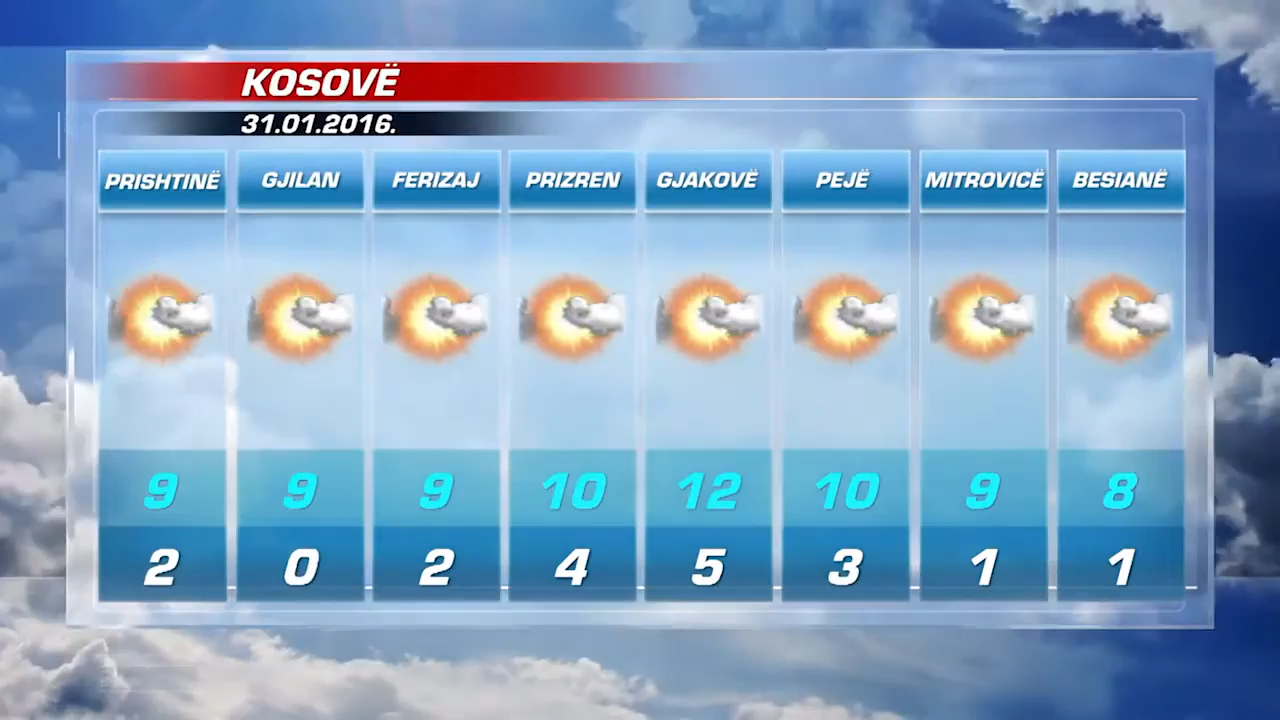 KOSOVË
31.01.2016.
PRISHTINË GJILAN FERIZAJ PRIZREN GJAKOVË PEJË MITROVICË BESIANË
9 9 9 10 12 10 9 8
2 0 2 4 5 3 1 1